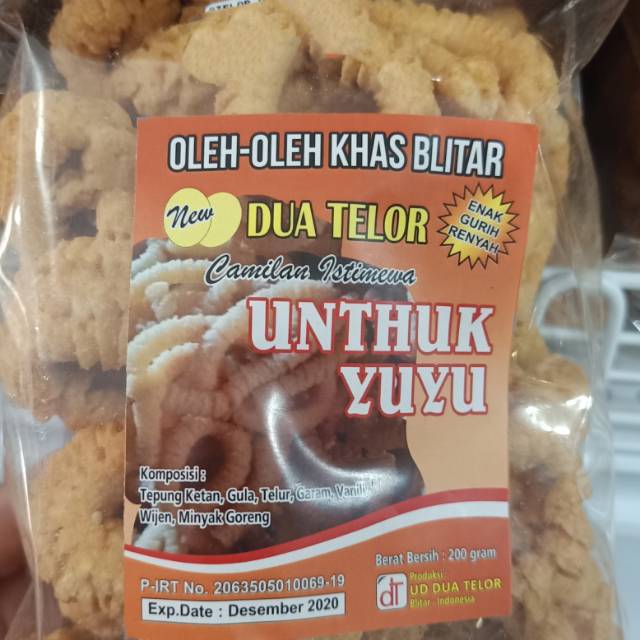 OLEH-OLEH KHAS BLITAR
New DUA TELOR
ENAK
GURIH
RENYAH
Camilan Istimewa
UNTHUK
YUYU
Komposisi :
Tepung Ketan, Gula, Telur, Garam, Vanili
Wijen, Minyak Goreng
Berat Bersih : 200 gram
P-IRT No. 2063505010069-19
Exp.Date : Desember 2020
dT
Produksi :
UD DUA TELOR
Blitar - Indonesia